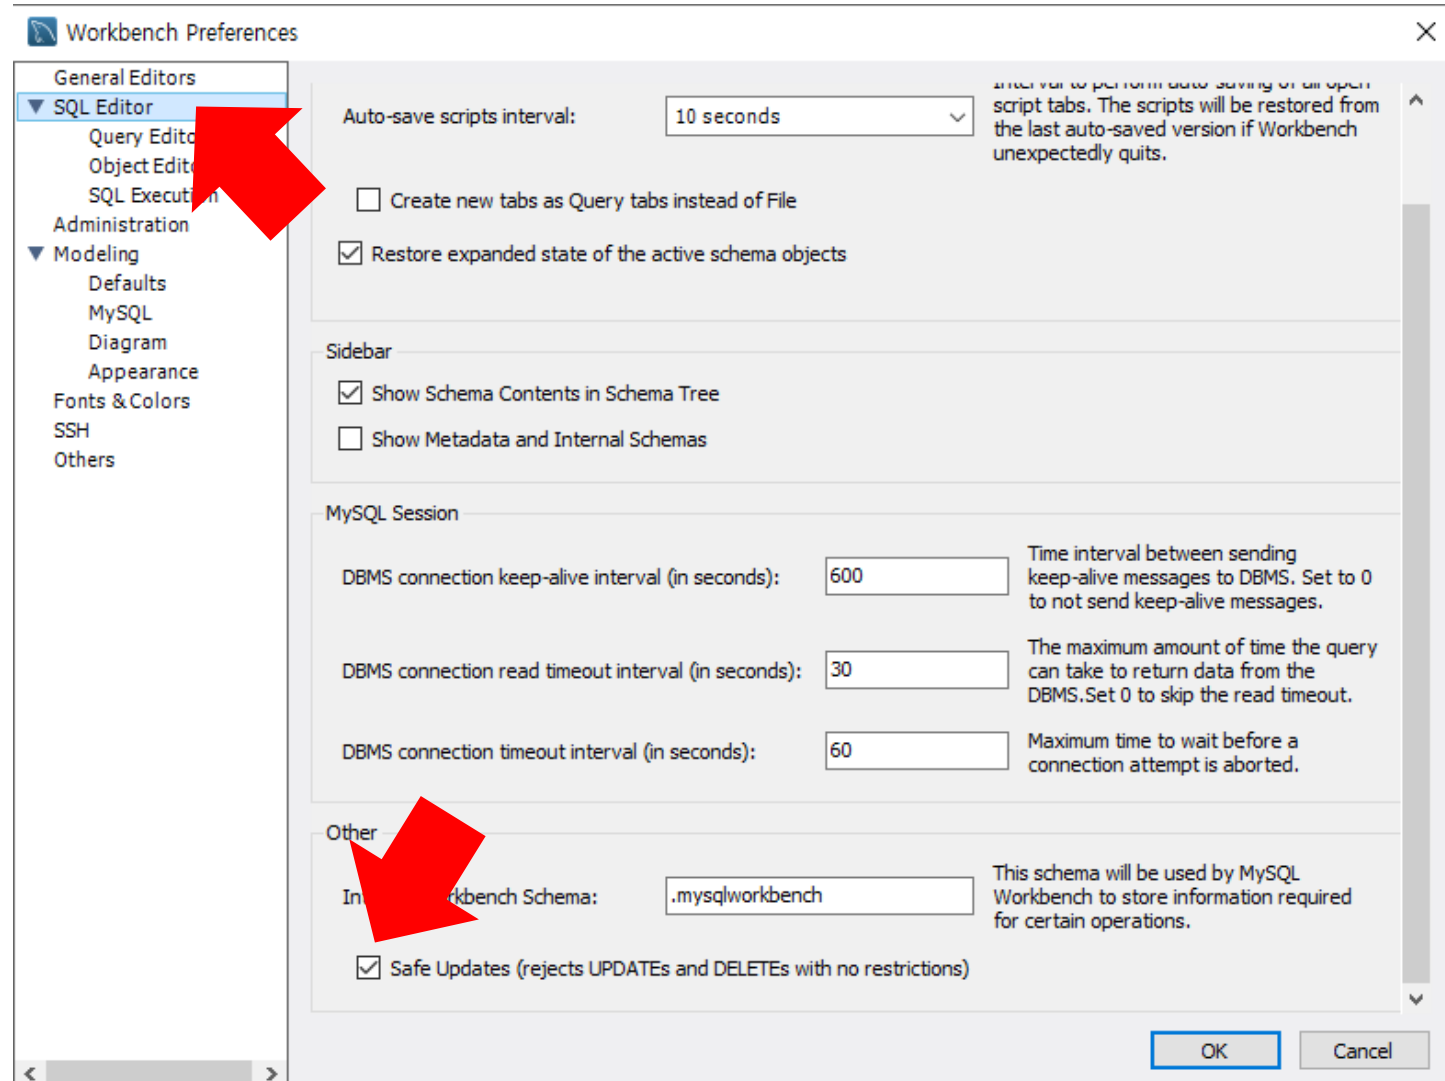 Workbench Preferences
General Editors
SQL Editor
Query Edito
Object Edit
SQL Execution
Administration
Modeling
Defaults
MySQL
Diagram
Appearance
Fonts & Colors
SSH
Others
Auto-save scripts interval:
10 seconds
Interval to perform auto-saving of all open
script tabs. The scripts will be restored from
the last auto-saved version if Workbench
unexpectedly quits.
Create new tabs as Query tabs instead of File
Restore expanded state of the active schema objects
Sidebar
Show Schema Contents in Schema Tree
Show Metadata and Internal Schemas
MySQL Session
DBMS connection keep-alive interval (in seconds):
600
Time interval between sending
keep-alive messages to DBMS. Set to 0
to not send keep-alive messages.
DBMS connection read timeout interval (in seconds):
30
The maximum amount of time the query
can take to return data from the
DBMS.Set 0 to skip the read timeout.
DBMS connection timeout interval (in seconds):
60
Maximum time to wait before a
connection attempt is aborted.
Other
Schema:
.mysqlworkbench
This schema will be used by MySQL
Workbench to store information required
for certain operations.
Safe Updates (rejects UPDATEs and DELETEs with no restrictions)
OK
Cancel